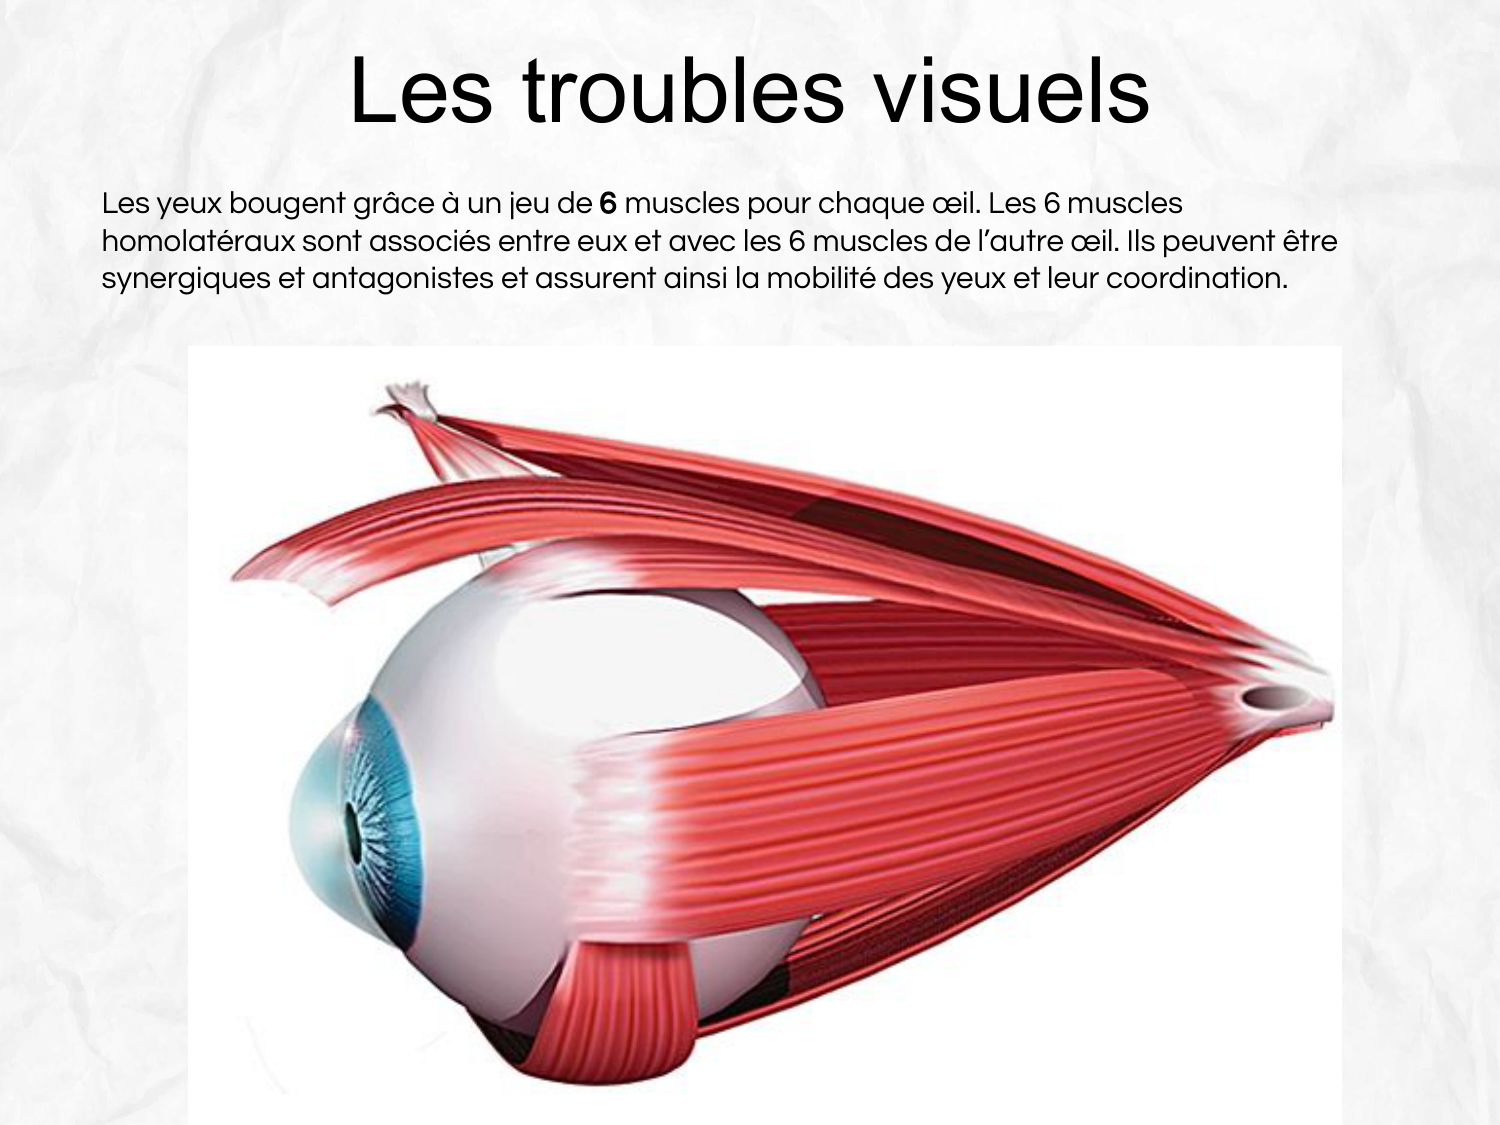 Les troubles visuels
Les yeux bougent grâce à un jeu de 6 muscles pour chaque œil. Les 6 muscles
homolatéraux sont associés entre eux et avec les 6 muscles de l’autre œil. Ils peuvent être
synergiques et antagonistes et assurent ainsi la mobilité des yeux et leur coordination.